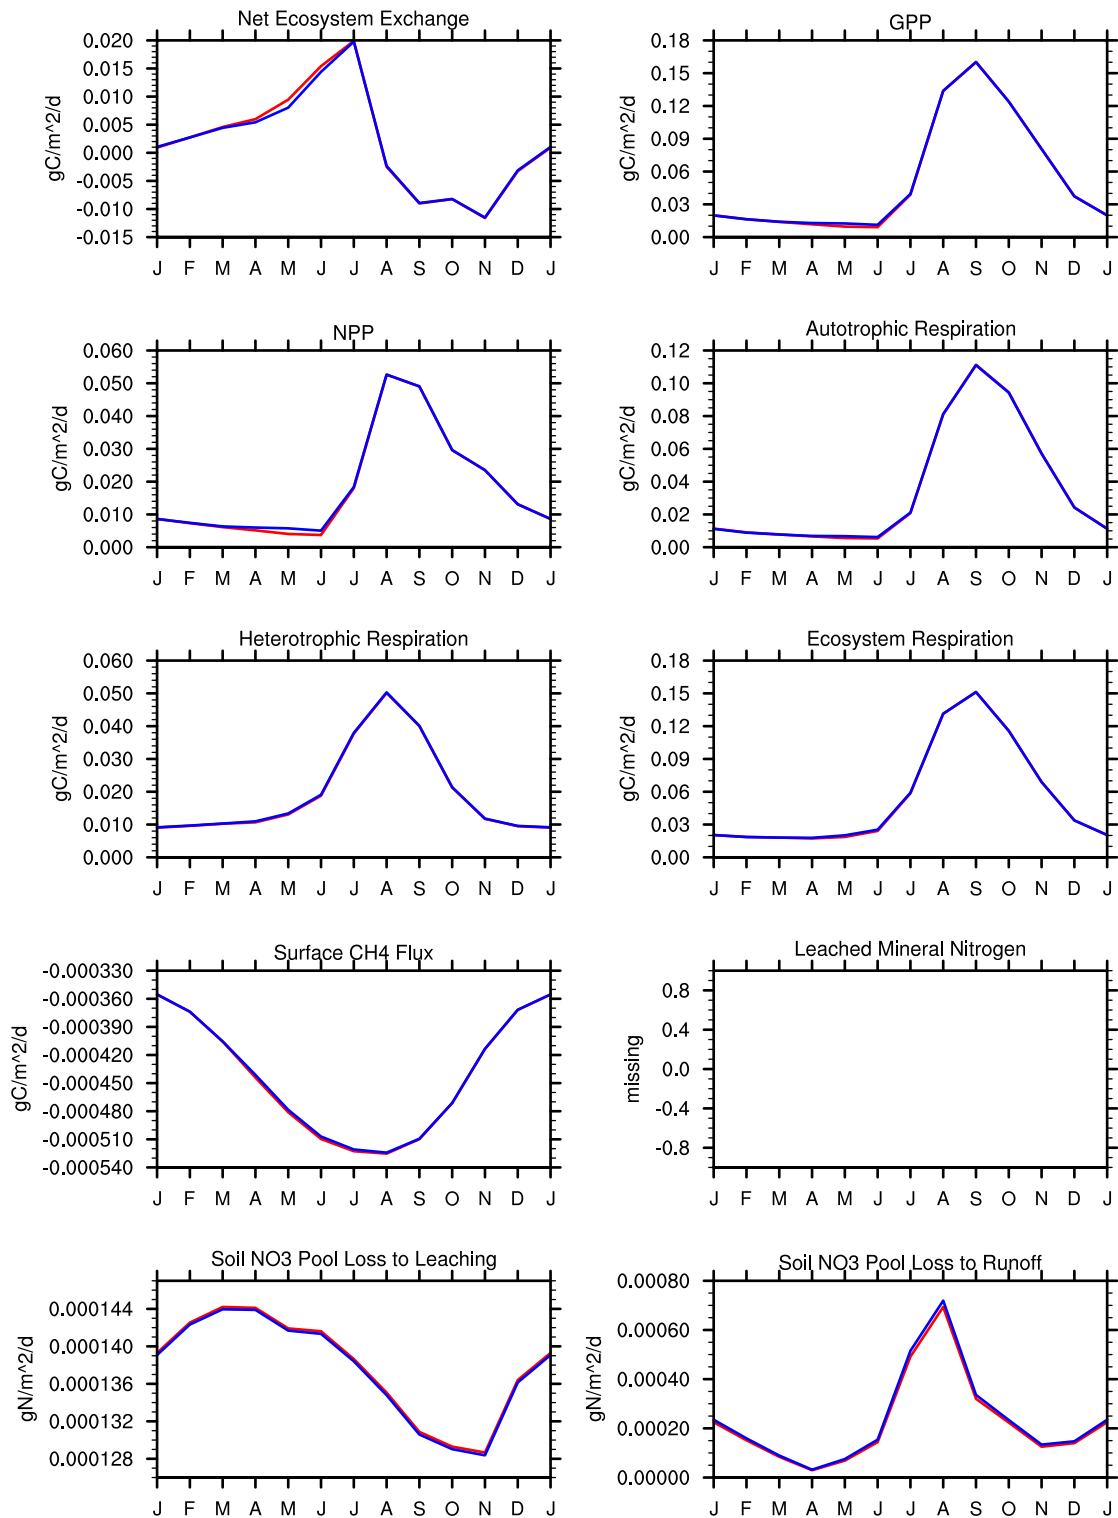 Net Ecosystem Exchange
gC/m^2/d
0.020
0.015
0.010
0.005
0.000
-0.005
-0.010
-0.015
J F M A M J J A S O N D J
GPP
gC/m^2/d
0.18
0.15
0.12
0.09
0.06
0.03
0.00
J F M A M J J A S O N D J
NPP
gC/m^2/d
0.060
0.050
0.040
0.030
0.020
0.010
0.000
J F M A M J J A S O N D J
Autotrophic Respiration
gC/m^2/d
0.12
0.10
0.08
0.06
0.04
0.02
0.00
J F M A M J J A S O N D J
Heterotrophic Respiration
gC/m^2/d
0.060
0.050
0.040
0.030
0.020
0.010
0.000
J F M A M J J A S O N D J
Ecosystem Respiration
gC/m^2/d
0.18
0.15
0.12
0.09
0.06
0.03
0.00
J F M A M J J A S O N D J
Surface CH4 Flux
gC/m^2/d
-0.000330
-0.000360
-0.000390
-0.000420
-0.000450
-0.000480
-0.000510
-0.000540
J F M A M J J A S O N D J
Leached Mineral Nitrogen
missing
0.8
0.4
0.0
-0.4
-0.8
J F M A M J J A S O N D J
Soil NO3 Pool Loss to Leaching
gN/m^2/d
0.000144
0.000140
0.000136
0.000132
0.000128
J F M A M J J A S O N D J
Soil NO3 Pool Loss to Runoff
gN/m^2/d
0.00080
0.00060
0.00040
0.00020
0.00000
J F M A M J J A S O N D J